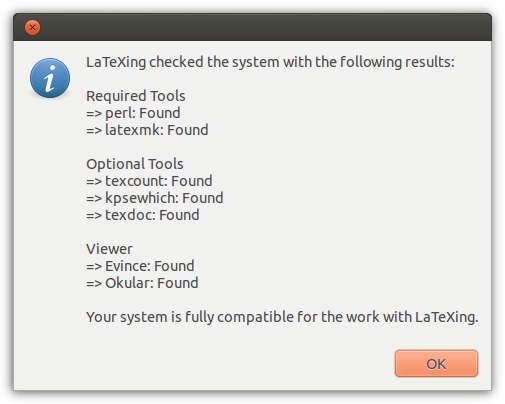 LaTeXing checked the system with the following results:
Required Tools
=> perl: Found
=> latexmk: Found
Optional Tools
=> texcount: Found
=> kpsewhich: Found
=> texdoc: Found
Viewer
=> Evince: Found
=> Okular: Found
Your system is fully compatible for the work with LaTeXing.
OK